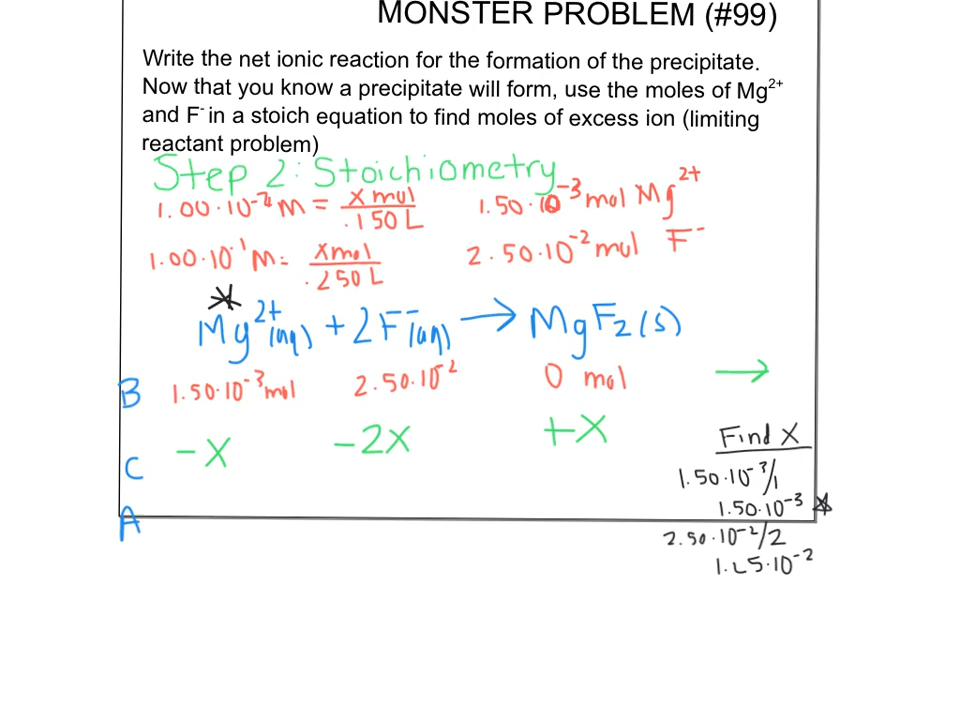 MONSTER PROBLEM (#99)
Write the net ionic reaction for the formation of the precipitate.
Now that you know a precipitate will form, use the moles of Mg²⁺
and F⁻ in a stoich equation to find moles of excess ion (limiting
reactant problem)
Step 2: Stoichiometry
1.00·10⁻² M = x mol / .150 L 1.50·10⁻³ mol Mg²⁺
1.00·10⁻¹ M = x mol / .250 L 2.50·10⁻² mol F⁻
*
Mg²⁺(aq) + 2F⁻(aq) → MgF₂(s)
B 1.50·10⁻³ mol 2.50·10⁻² 0 mol →
C -X -2X +X
A
Find X
1.50·10⁻³/1
1.50·10⁻³ *
2.50·10⁻²/2
1.25·10⁻²